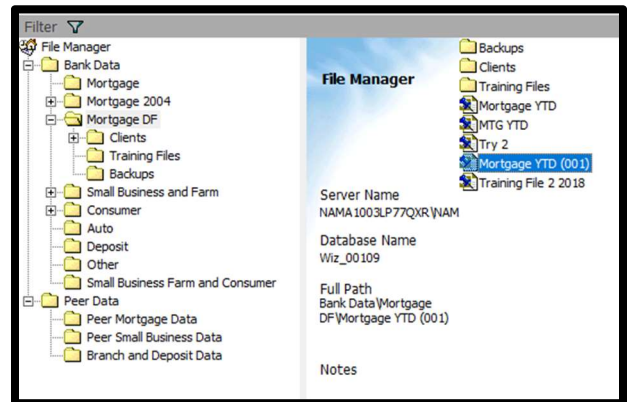 Filter
File Manager
Bank Data
Mortgage
Mortgage 2004
Mortgage DF
Clients
Training Files
Backups
Small Business and Farm
Consumer
Auto
Deposit
Other
Small Business Farm and Consumer
Peer Data
Peer Mortgage Data
Peer Small Business Data
Branch and Deposit Data
File Manager
Server Name
NAMA1003LP77QXR\NAM
Database Name
Wiz_00109
Full Path
Bank Data\Mortgage
DF\Mortgage YTD (001)
Notes
Backups
Clients
Training Files
Mortgage YTD
MTG YTD
Try 2
Mortgage YTD (001)
Training File 2 2018